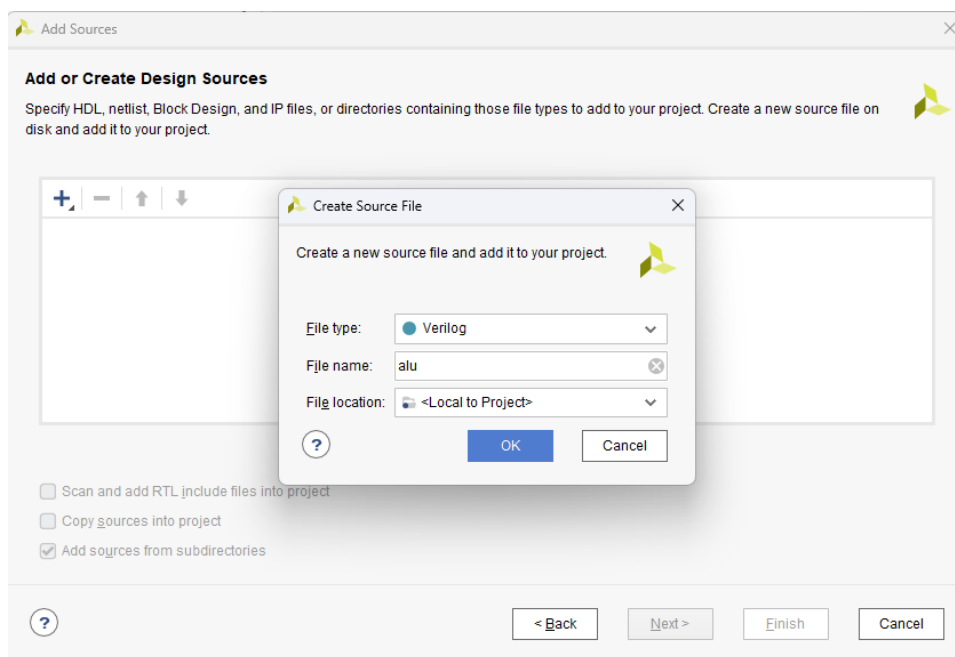 Add Sources
Add or Create Design Sources
Specify HDL, netlist, Block Design, and IP files, or directories containing those file types to add to your project. Create a new source file on
disk and add it to your project.
Create Source File
Create a new source file and add it to your project.
File type: Verilog
File name: alu
File location: <Local to Project>
? OK Cancel
Scan and add RTL include files into project
Copy sources into project
Add sources from subdirectories
? < Back Next > Finish Cancel